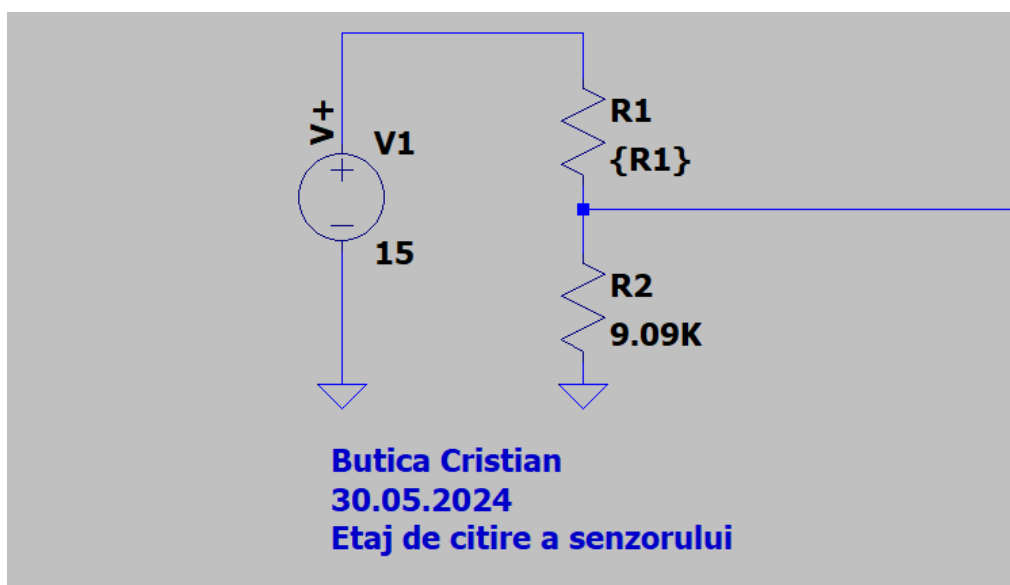 V+
V1
15
R1
{R1}
R2
9.09K
Butica Cristian
30.05.2024
Etaj de citire a senzorului